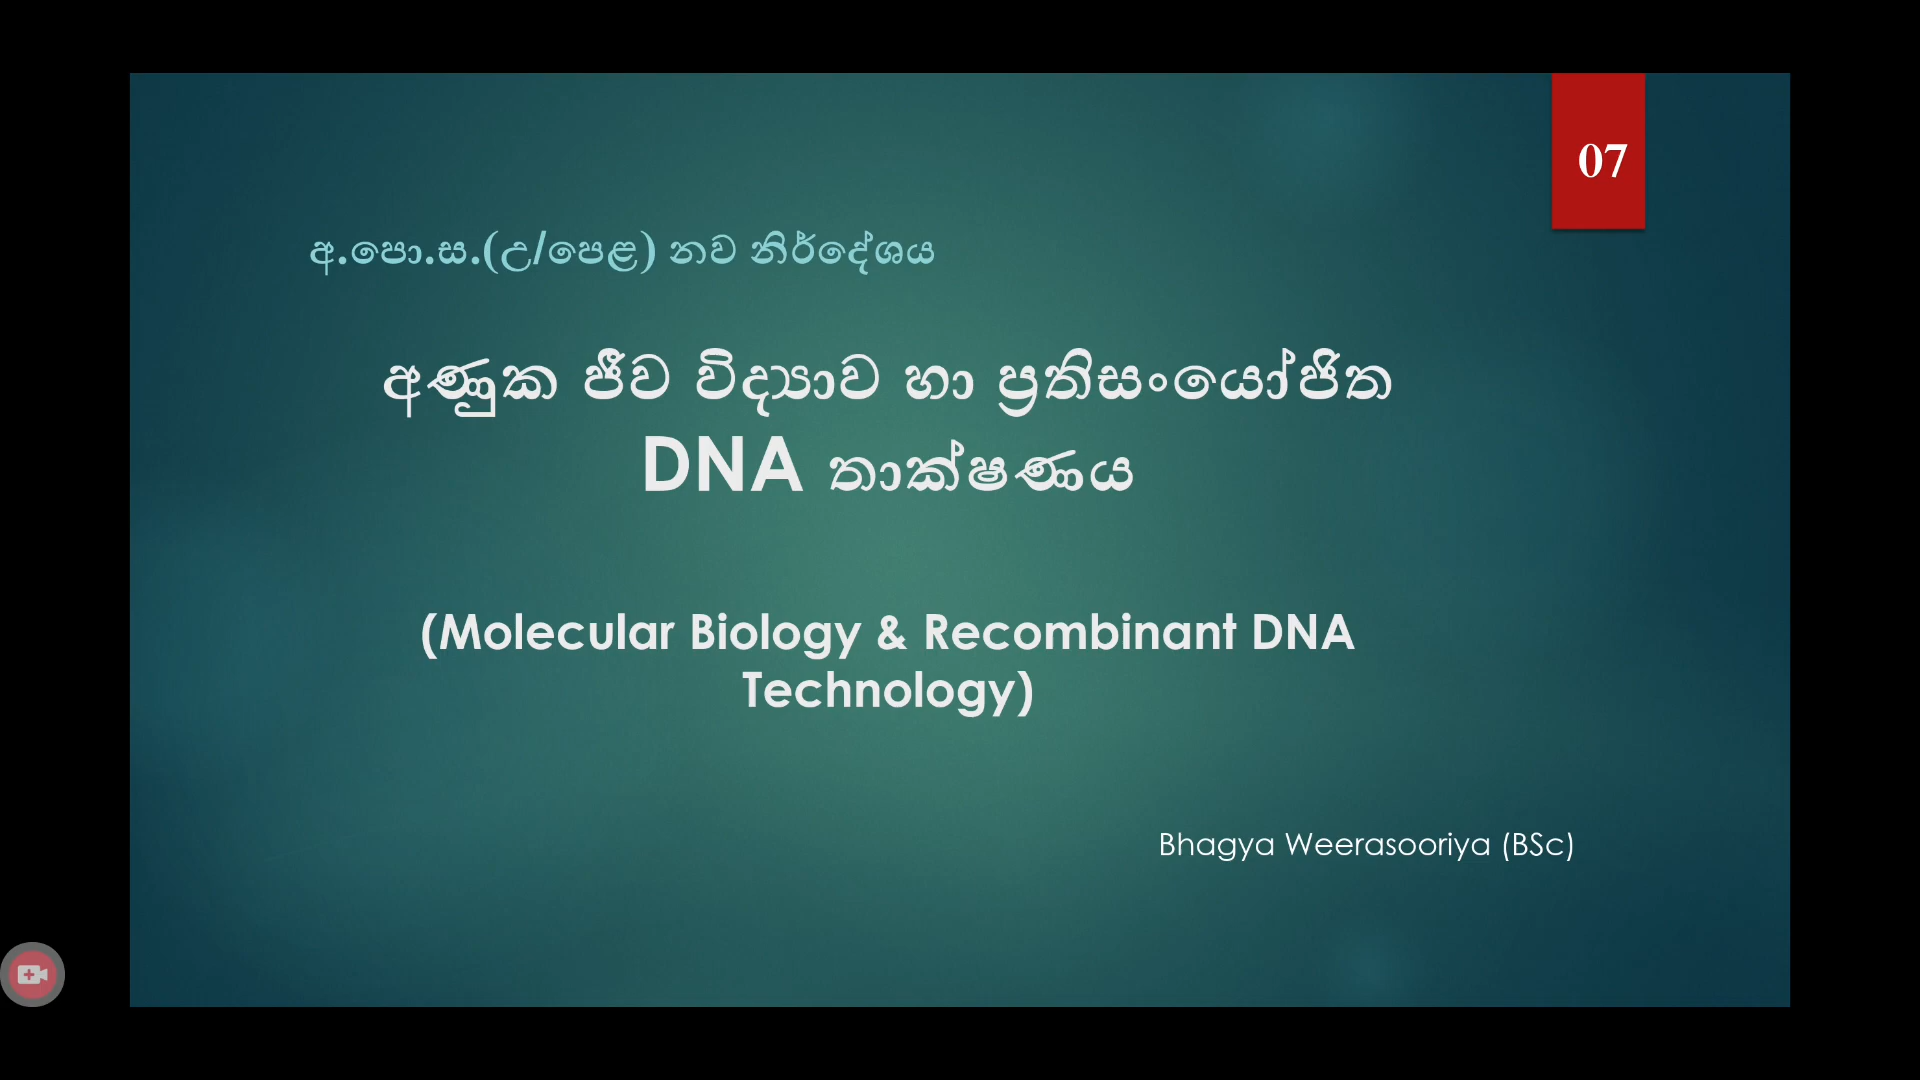 07
අ.පො.ස.(උ/පෙළ) නව නිර්දේශය
අණුක ජීව විද්‍යාව හා ප්‍රතිසංයෝජිත
DNA තාක්ෂණය
(Molecular Biology & Recombinant DNA
Technology)
Bhagya Weerasooriya (BSc)